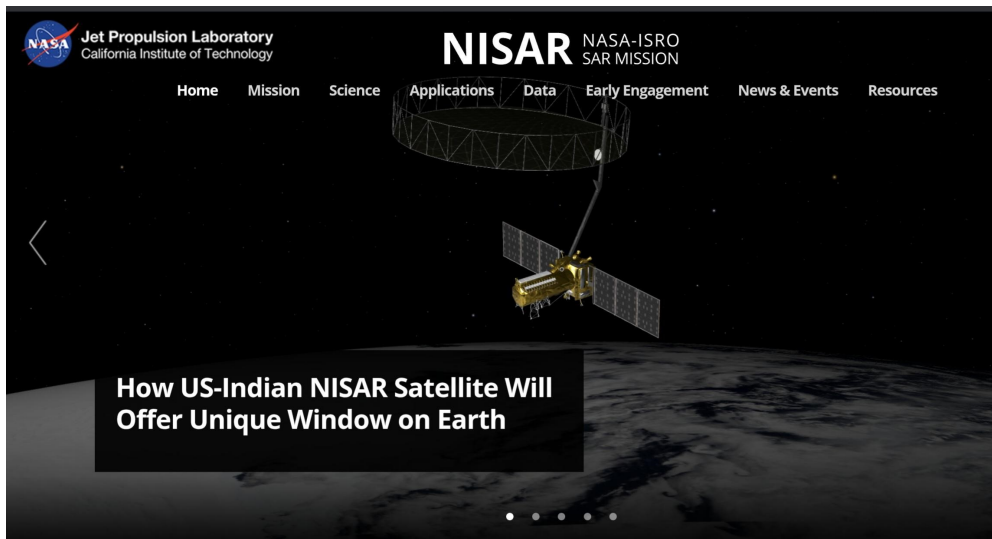 NASA
Jet Propulsion Laboratory
California Institute of Technology
NISAR
NASA-ISRO
SAR MISSION
Home Mission Science Applications Data Early Engagement News & Events Resources
How US-Indian NISAR Satellite Will
Offer Unique Window on Earth